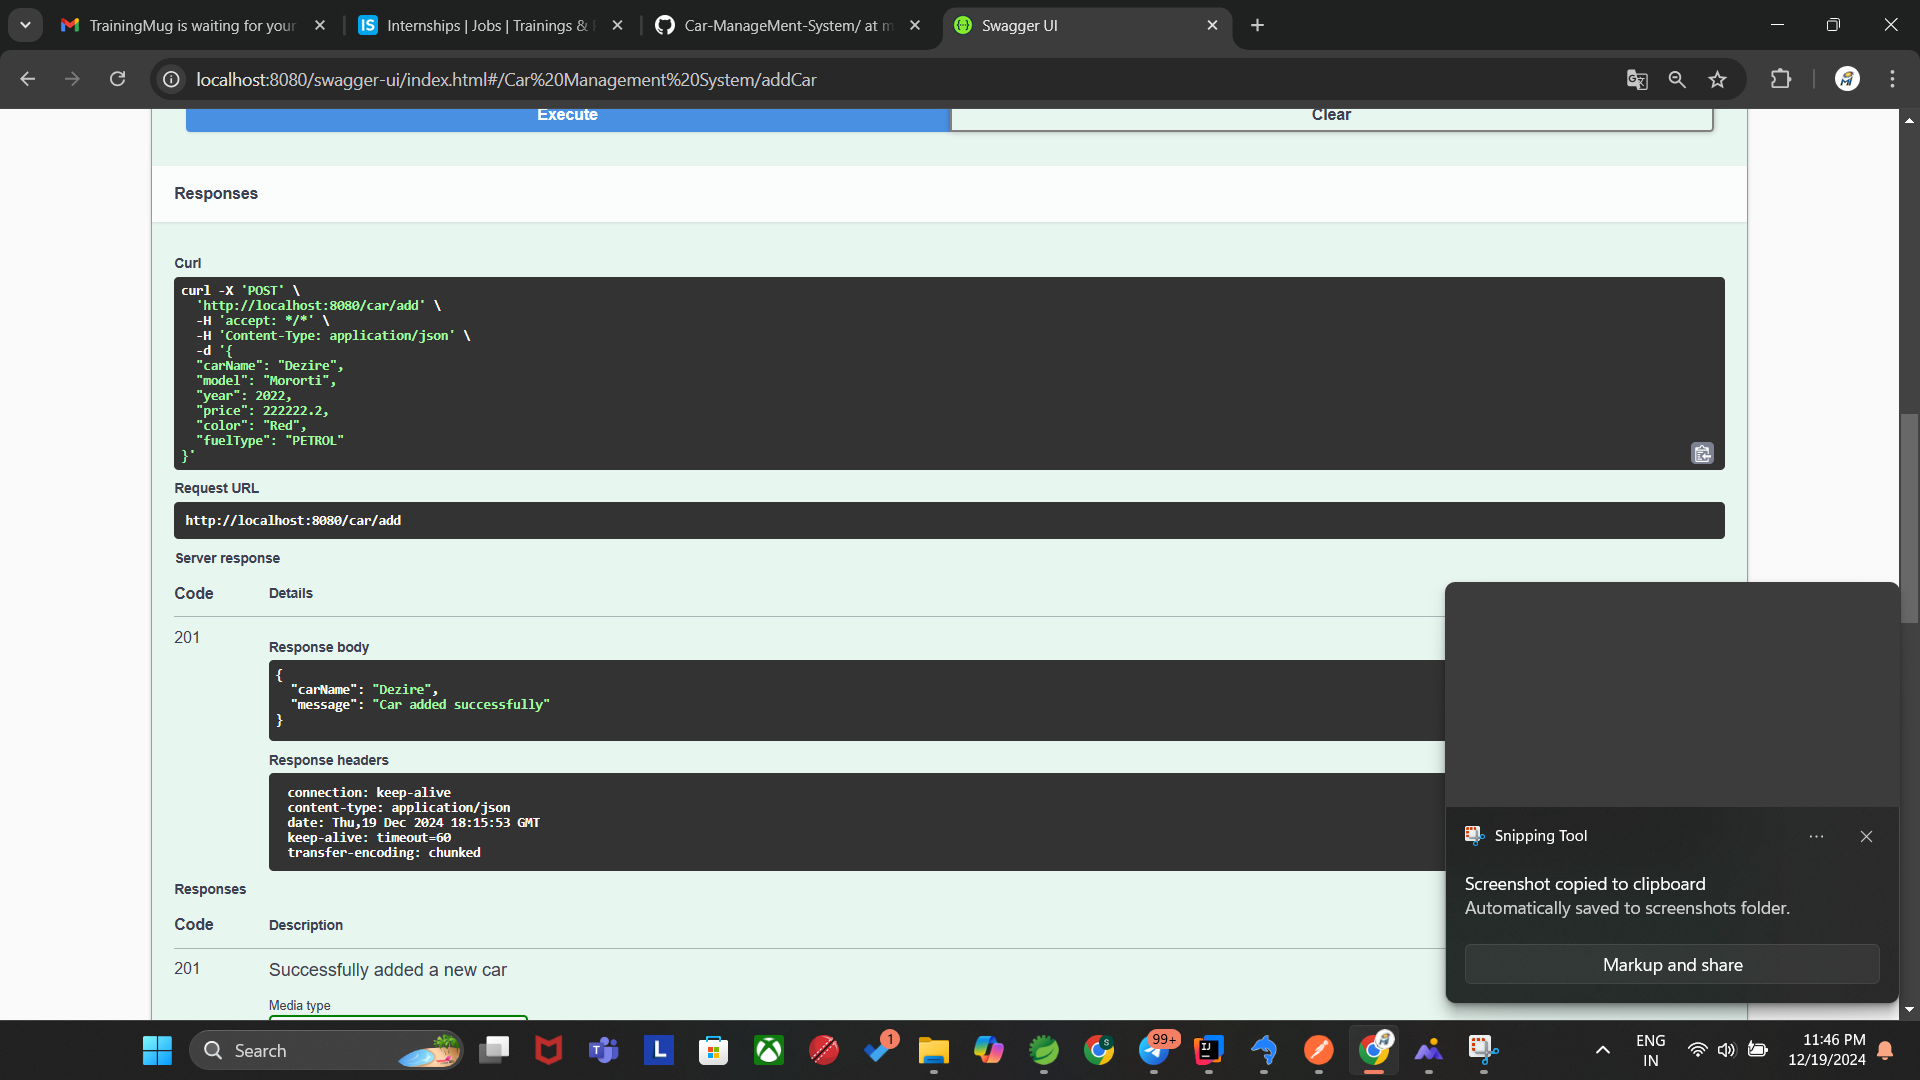 TrainingMug is waiting for your
Internships | Jobs | Trainings &
Car-ManageMent-System/ at m
Swagger UI
localhost:8080/swagger-ui/index.html#/Car%20Management%20System/addCar
Execute
Clear
Responses
Curl
curl -X 'POST' \
'http://localhost:8080/car/add' \
-H 'accept: */*' \
-H 'Content-Type: application/json' \
-d '{
"carName": "Dezire",
"model": "Mororti",
"year": 2022,
"price": 222222.2,
"color": "Red",
"fuelType": "PETROL"
}'
Request URL
http://localhost:8080/car/add
Server response
Code
Details
201
Response body
{
"carName": "Dezire",
"message": "Car added successfully"
}
Response headers
connection: keep-alive
content-type: application/json
date: Thu,19 Dec 2024 18:15:53 GMT
keep-alive: timeout=60
transfer-encoding: chunked
Responses
Code
Description
201
Successfully added a new car
Media type
Snipping Tool
Screenshot copied to clipboard
Automatically saved to screenshots folder.
Markup and share
Search
1
99+
ENG
IN
11:46 PM
12/19/2024